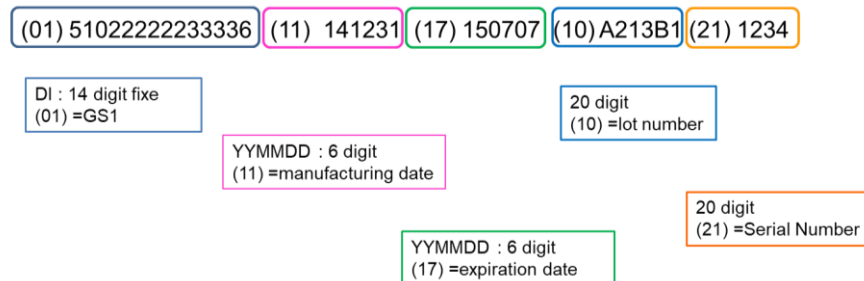 (01) 51022222233336 (11) 141231 (17) 150707 (10) A213B1 (21) 1234
DI : 14 digit fixe
(01) =GS1
20 digit
(10) =lot number
YYMMDD : 6 digit
(11) =manufacturing date
20 digit
(21) =Serial Number
YYMMDD : 6 digit
(17) =expiration date